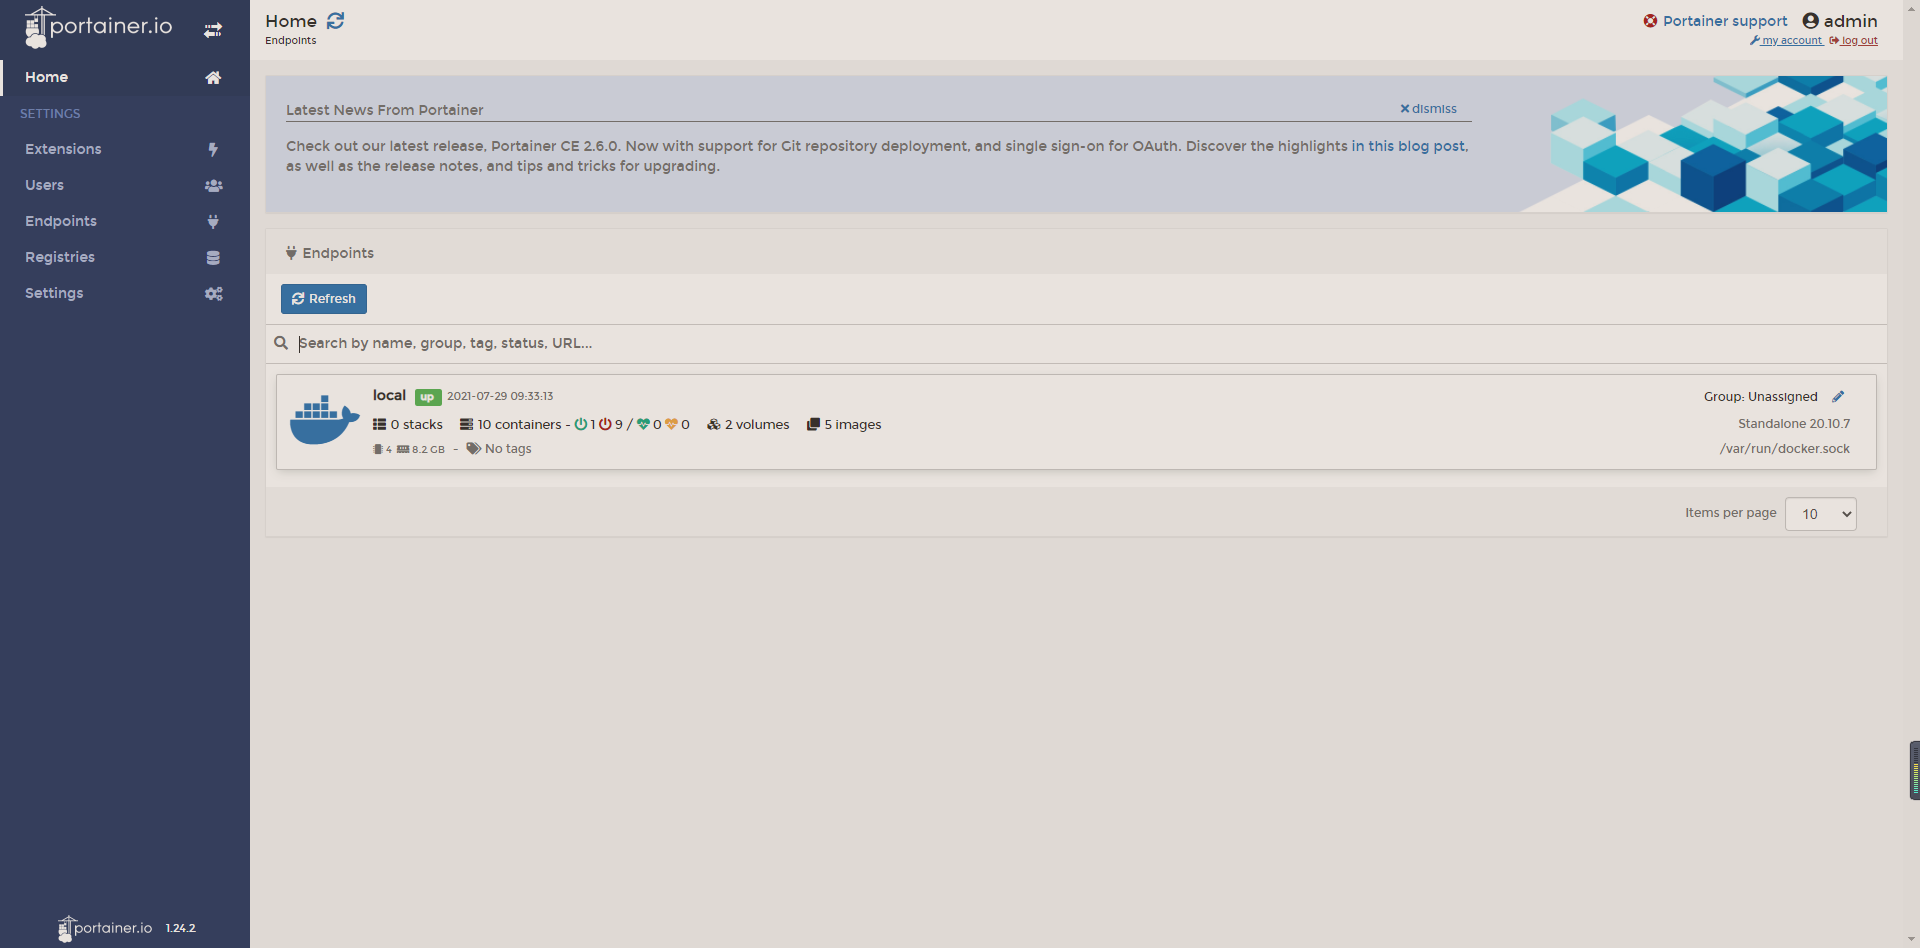 portainer.io
Home
SETTINGS
Extensions
Users
Endpoints
Registries
Settings
portainer.io 1.24.2
Home
Endpoints
Portainer support admin
my account log out
Latest News From Portainer
dismiss
Check out our latest release, Portainer CE 2.6.0. Now with support for Git repository deployment, and single sign-on for OAuth. Discover the highlights in this blog post,
as well as the release notes, and tips and tricks for upgrading.
Endpoints
Refresh
Search by name, group, tag, status, URL...
local up 2021-07-29 09:33:13
Group: Unassigned
0 stacks 10 containers - 1 9 / 0 0 2 volumes 5 images
Standalone 20.10.7
4 8.2 GB - No tags
/var/run/docker.sock
Items per page 10